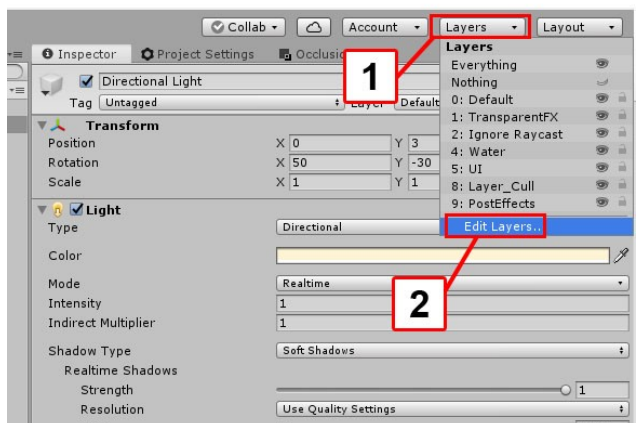 Collab Account Layers Layout
Inspector Project Settings Occlusi
Layers
Everything
Nothing
0: Default
1: TransparentFX
2: Ignore Raycast
4: Water
5: UI
8: Layer_Cull
9: PostEffects
Edit Layers..
1
2
Directional Light
Tag Untagged Layer Default
Transform
Position X 0 Y 3
Rotation X 50 Y -30
Scale X 1 Y 1
Light
Type Directional
Color
Mode Realtime
Intensity 1
Indirect Multiplier 1
Shadow Type Soft Shadows
Realtime Shadows
Strength 1
Resolution Use Quality Settings